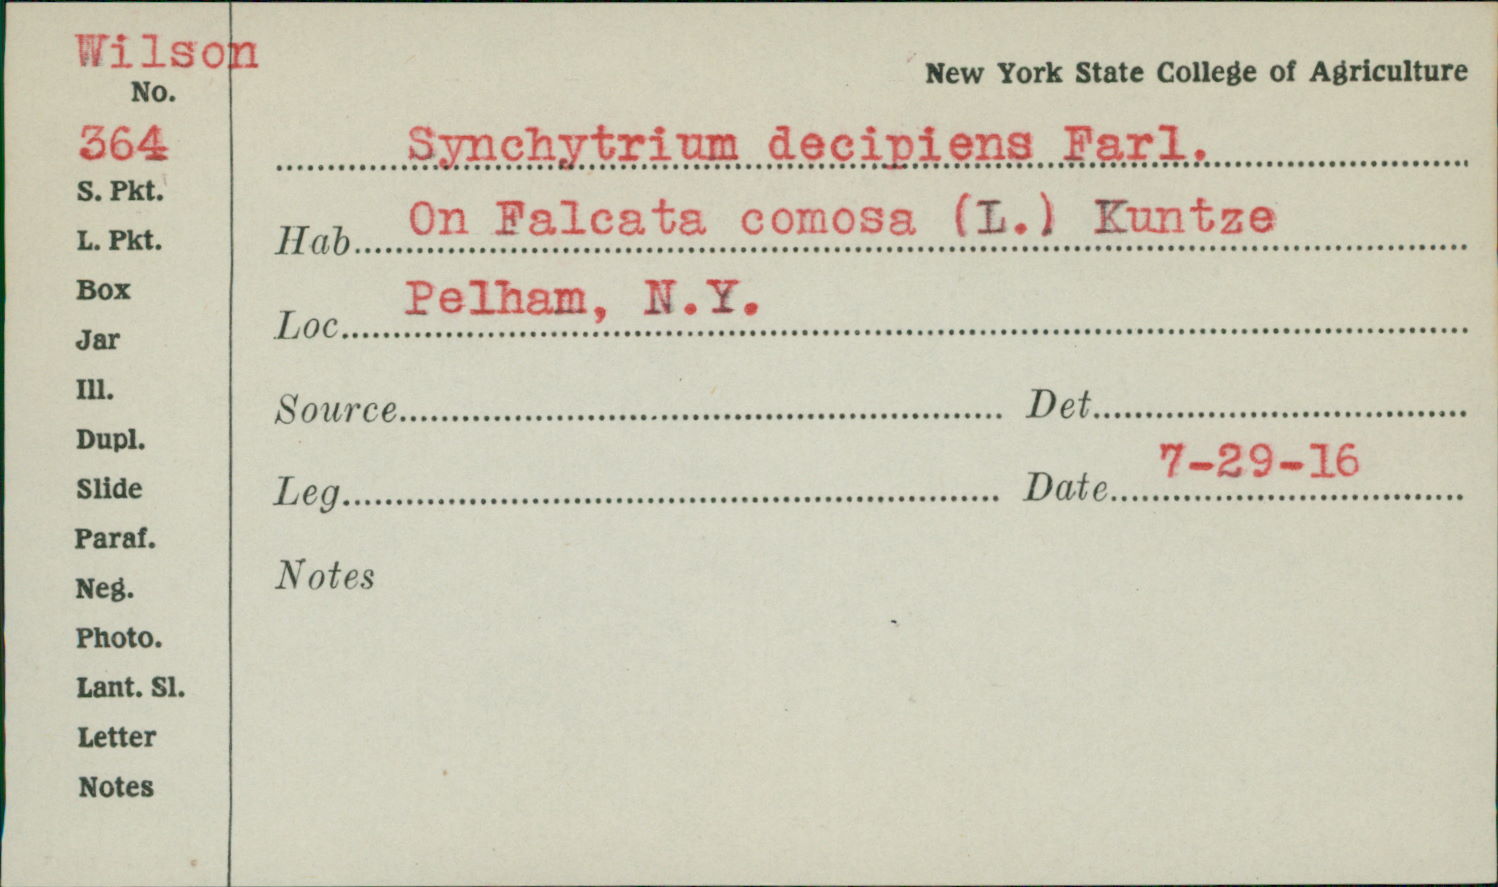 Wilson
No.
364
S. Pkt.
L. Pkt.
Box
Jar
Ill.
Dupl.
Slide
Paraf.
Neg.
Photo.
Lant. Sl.
Letter
Notes
New York State College of Agriculture
Synchytrium decipiens Farl.
Hab. On Falcata comosa (L.) Kuntze
Loc. Pelham, N.Y.
Source Det.
Leg. Date 7-29-16
Notes